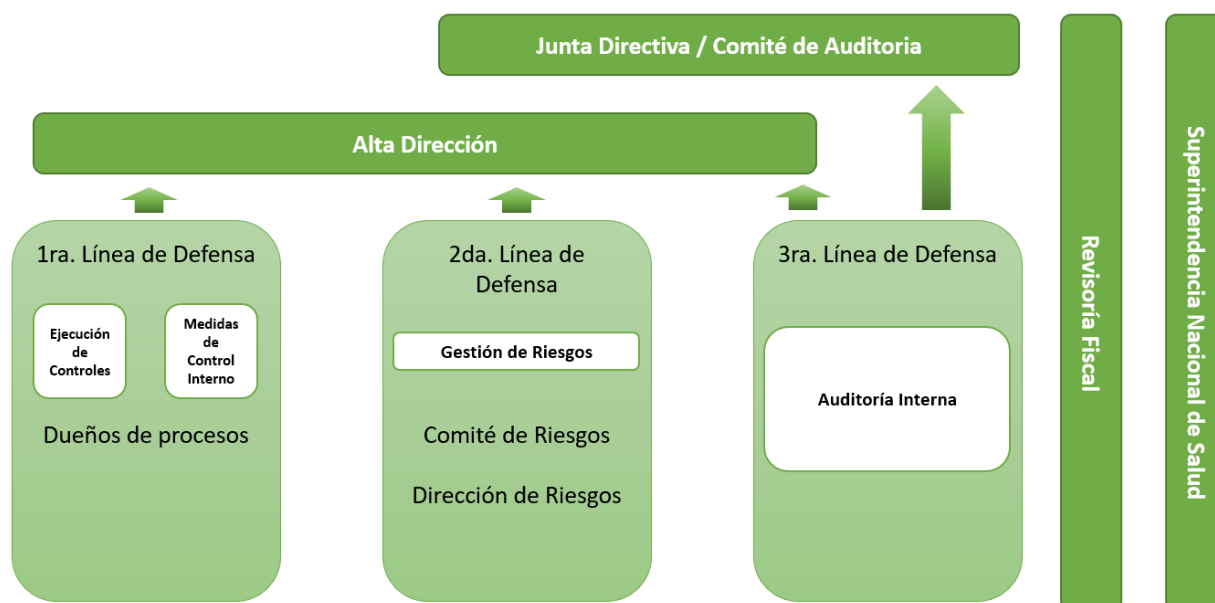 Junta Directiva / Comité de Auditoria
Alta Dirección
1ra. Línea de Defensa
Ejecución
de
Controles
Medidas
de
Control
Interno
Dueños de procesos
2da. Línea de
Defensa
Gestión de Riesgos
Comité de Riesgos
Dirección de Riesgos
3ra. Línea de Defensa
Auditoría Interna
Revisoría Fiscal
Superintendencia Nacional de Salud